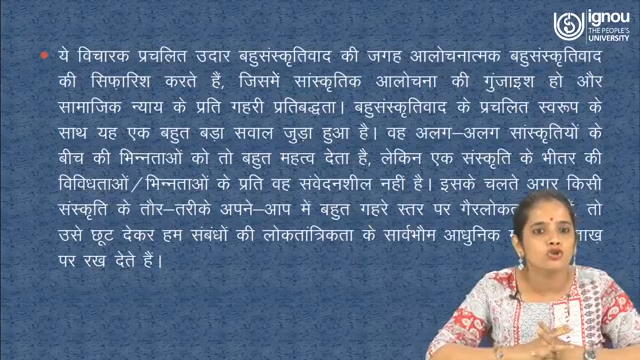 ignou
THE PEOPLE'S
UNIVERSITY
ये विचारक प्रचलित उदार बहुसंस्कृतिवाद की जगह आलोचनात्मक बहुसंस्कृतिवाद
की सिफ़ारिश करते हैं, जिसमें सांस्कृतिक आलोचना की गुंजाइश हो और
सामाजिक न्याय के प्रति गहरी प्रतिबद्धता। बहुसंस्कृतिवाद के प्रचलित स्वरूप के
साथ यह एक बहुत बड़ा सवाल जुड़ा हुआ है। वह अलग–अलग सांस्कृतियों के
बीच की भिन्नताओं को तो बहुत महत्व देता है, लेकिन एक संस्कृति के भीतर की
विविधताओं/भिन्नताओं के प्रति वह संवेदनशील नहीं है। इसके चलते अगर किसी
संस्कृति के तौर–तरीके अपने–आप में बहुत गहरे स्तर पर तो
उसे छूट देकर हम संबंधों की लोकतांत्रिकता के सार्वभौम आधुनिक
पर रख देते हैं।